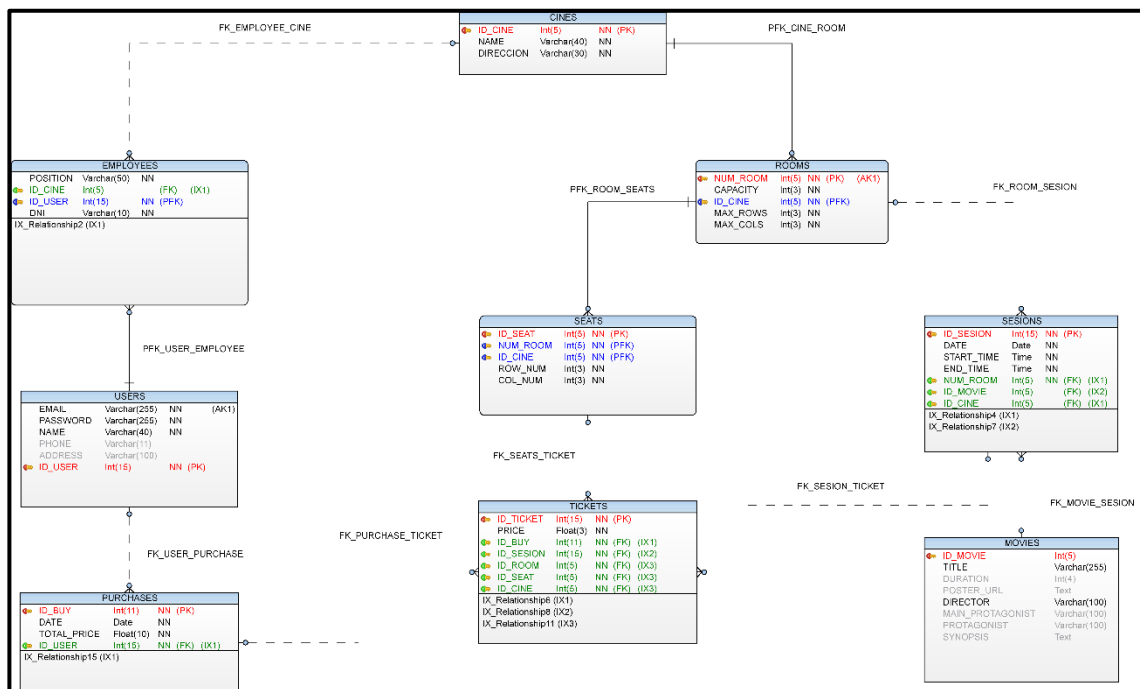 CINES
FK_EMPLOYEE_CINE
PFK_CINE_ROOM
ID_CINE Int(5) NN (PK)
NAME Varchar(40) NN
DIRECCION Varchar(30) NN
EMPLOYEES
POSITION Varchar(50) NN
ID_CINE Int(5) (FK) (IX1)
ID_USER Int(15) NN (PFK)
DNI Varchar(10) NN
IX_Relationship2 (IX1)
ROOMS
NUM_ROOM Int(5) NN (PK) (AK1)
CAPACITY Int(3) NN
ID_CINE Int(5) NN (PFK)
MAX_ROWS Int(3) NN
MAX_COLS Int(3) NN
PFK_ROOM_SEATS
FK_ROOM_SESION
SEATS
ID_SEAT Int(5) NN (PK)
NUM_ROOM Int(5) NN (PFK)
ID_CINE Int(5) NN (PFK)
ROW_NUM Int(3) NN
COL_NUM Int(3) NN
SESIONS
ID_SESION Int(15) NN (PK)
DATE Date NN
START_TIME Time NN
END_TIME Time NN
NUM_ROOM Int(5) NN (FK) (IX1)
ID_MOVIE Int(5) (FK) (IX2)
ID_CINE Int(5) (FK) (IX1)
IX_Relationship4 (IX1)
IX_Relationship7 (IX2)
PFK_USER_EMPLOYEE
USERS
EMAIL Varchar(255) NN (AK1)
PASSWORD Varchar(255) NN
NAME Varchar(40) NN
PHONE Varchar(11)
ADDRESS Varchar(100)
ID_USER Int(15) NN (PK)
FK_SEATS_TICKET
FK_SESION_TICKET
FK_MOVIE_SESION
FK_PURCHASE_TICKET
FK_USER_PURCHASE
TICKETS
ID_TICKET Int(15) NN (PK)
PRICE Float(3) NN
ID_BUY Int(11) NN (FK) (IX1)
ID_SESION Int(15) NN (FK) (IX2)
ID_ROOM Int(5) NN (FK) (IX3)
ID_SEAT Int(5) NN (FK) (IX3)
ID_CINE Int(5) NN (FK) (IX3)
IX_Relationship6 (IX1)
IX_Relationship8 (IX2)
IX_Relationship11 (IX3)
MOVIES
ID_MOVIE Int(5)
TITLE Varchar(255)
DURATION Int(4)
POSTER_URL Text
DIRECTOR Varchar(100)
MAIN_PROTAGONIST Varchar(100)
PROTAGONIST Varchar(100)
SYNOPSIS Text
PURCHASES
ID_BUY Int(11) NN (PK)
DATE Date NN
TOTAL_PRICE Float(10) NN
ID_USER Int(15) NN (FK) (IX1)
IX_Relationship15 (IX1)